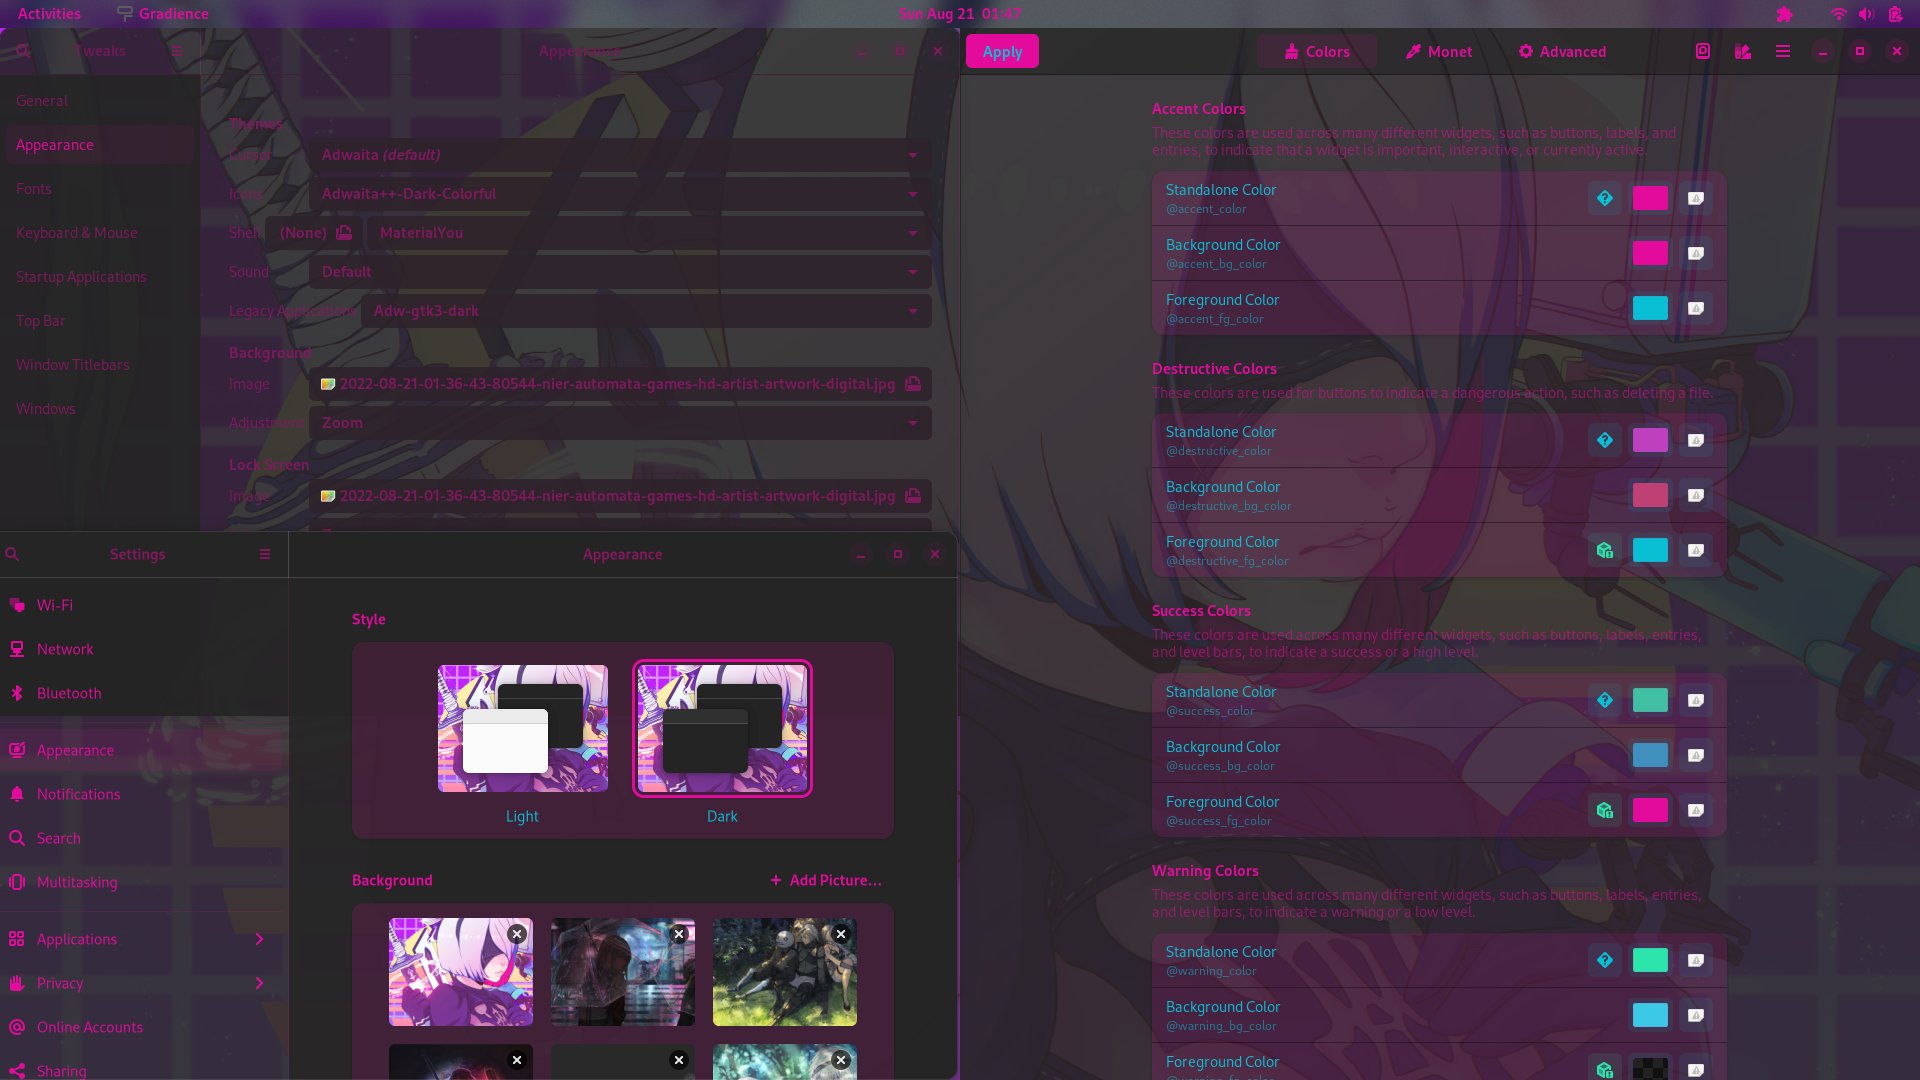 Activities
Gradience
Sun Aug 21 01:47
Tweaks
Appearance
General
Appearance
Fonts
Keyboard & Mouse
Startup Applications
Top Bar
Window Titlebars
Windows
Themes
Cursor
Adwaita (default)
Icons
Adwaita++-Dark-Colorful
Shell
(None)
MaterialYou
Sound
Default
Legacy Applications
Adw-gtk3-dark
Background
Image
2022-08-21-01-36-43-80544-nier-automata-games-hd-artist-artwork-digital.jpg
Adjustment
Zoom
Lock Screen
Image
2022-08-21-01-36-43-80544-nier-automata-games-hd-artist-artwork-digital.jpg
Settings
Appearance
Wi-Fi
Network
Bluetooth
Appearance
Notifications
Search
Multitasking
Applications
Privacy
Online Accounts
Sharing
Style
Light
Dark
Background
+ Add Picture...
Apply
Colors
Monet
Advanced
Accent Colors
These colors are used across many different widgets, such as buttons, labels, and
entries, to indicate that a widget is important, interactive, or currently active.
Standalone Color
@accent_color
Background Color
@accent_bg_color
Foreground Color
@accent_fg_color
Destructive Colors
These colors are used for buttons to indicate a dangerous action, such as deleting a file.
Standalone Color
@destructive_color
Background Color
@destructive_bg_color
Foreground Color
@destructive_fg_color
Success Colors
These colors are used across many different widgets, such as buttons, labels, entries,
and level bars, to indicate a success or a high level.
Standalone Color
@success_color
Background Color
@success_bg_color
Foreground Color
@success_fg_color
Warning Colors
These colors are used across many different widgets, such as buttons, labels, entries,
and level bars, to indicate a warning or a low level.
Standalone Color
@warning_color
Background Color
@warning_bg_color
Foreground Color